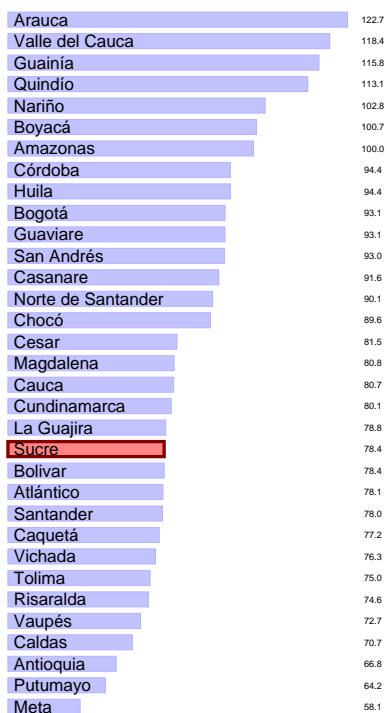 Arauca 122.7
Valle del Cauca 118.4
Guainía 115.8
Quindío 113.1
Nariño 102.8
Boyacá 100.7
Amazonas 100.0
Córdoba 94.4
Huila 94.4
Bogotá 93.1
Guaviare 93.1
San Andrés 93.0
Casanare 91.6
Norte de Santander 90.1
Chocó 89.6
Cesar 81.5
Magdalena 80.8
Cauca 80.7
Cundinamarca 80.1
La Guajira 78.8
Sucre 78.4
Bolivar 78.4
Atlántico 78.1
Santander 78.0
Caquetá 77.2
Vichada 76.3
Tolima 75.0
Risaralda 74.6
Vaupés 72.7
Caldas 70.7
Antioquia 66.8
Putumayo 64.2
Meta 58.1